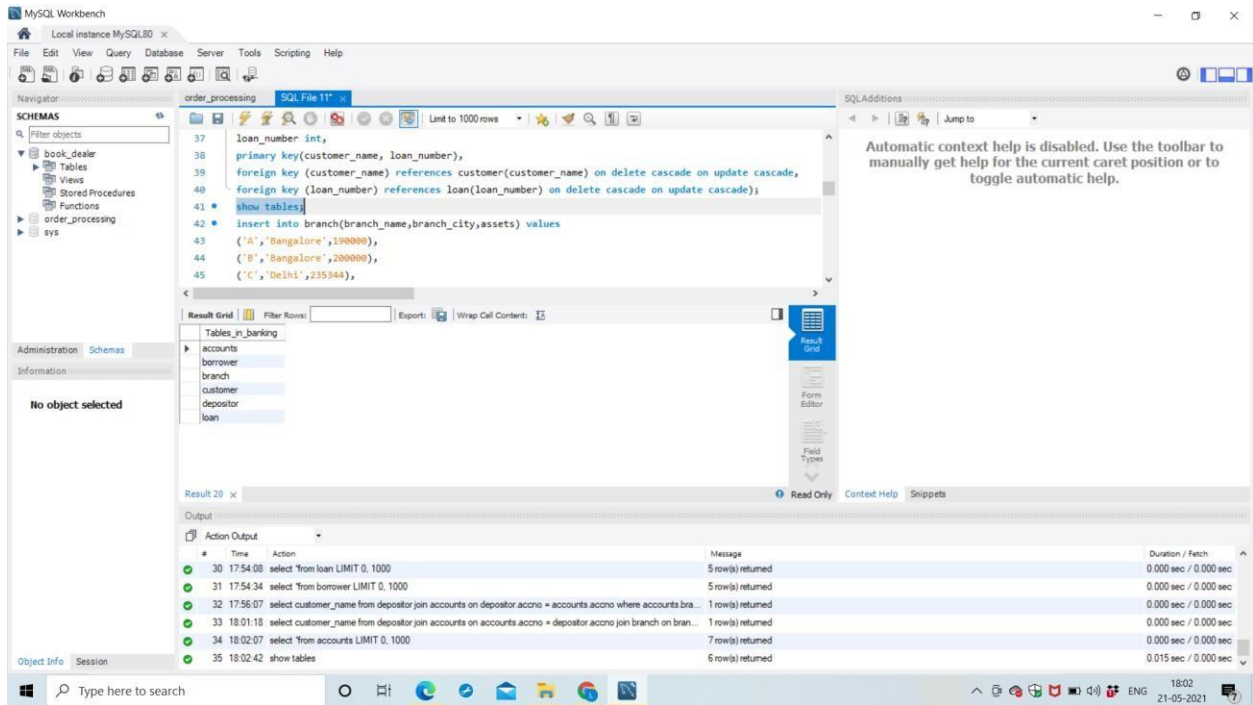 MySQL Workbench
Local instance MySQL80 ×
File Edit View Query Database Server Tools Scripting Help
Navigator
SCHEMAS
Filter objects
book_dealer
Tables
Views
Stored Procedures
Functions
order_processing
sys
Administration Schemas
Information
No object selected
Object Info Session
order_processing SQL File 11* ×
Limit to 1000 rows
37 loan_number int,
38 primary key(customer_name, loan_number),
39 foreign key (customer_name) references customer(customer_name) on delete cascade on update cascade,
40 foreign key (loan_number) references loan(loan_number) on delete cascade on update cascade);
41 show tables;
42 insert into branch(branch_name,branch_city,assets) values
43 ('A','Bangalore',190000),
44 ('B','Bangalore',200000),
45 ('C','Delhi',235344),
Result Grid Filter Rows: Export: Wrap Cell Content:
Tables_in_banking
accounts
borrower
branch
customer
depositor
loan
Result Grid
Form Editor
Field Types
Result 20 × Read Only
SQLAdditions
Jump to
Automatic context help is disabled. Use the toolbar to
manually get help for the current caret position or to
toggle automatic help.
Context Help Snippets
Output
Action Output
# Time Action Message Duration / Fetch
30 17:54:08 select *from loan LIMIT 0, 1000 5 row(s) returned 0.000 sec / 0.000 sec
31 17:54:34 select *from borrower LIMIT 0, 1000 5 row(s) returned 0.000 sec / 0.000 sec
32 17:56:07 select customer_name from depositor join accounts on depositor.accno = accounts.accno where accounts.bra... 1 row(s) returned 0.000 sec / 0.000 sec
33 18:01:18 select customer_name from depositor join accounts on accounts.accno = depositor.accno join branch on bran... 1 row(s) returned 0.000 sec / 0.000 sec
34 18:02:07 select *from accounts LIMIT 0, 1000 7 row(s) returned 0.000 sec / 0.000 sec
35 18:02:42 show tables 6 row(s) returned 0.015 sec / 0.000 sec
Type here to search
ENG
18:02
21-05-2021
7